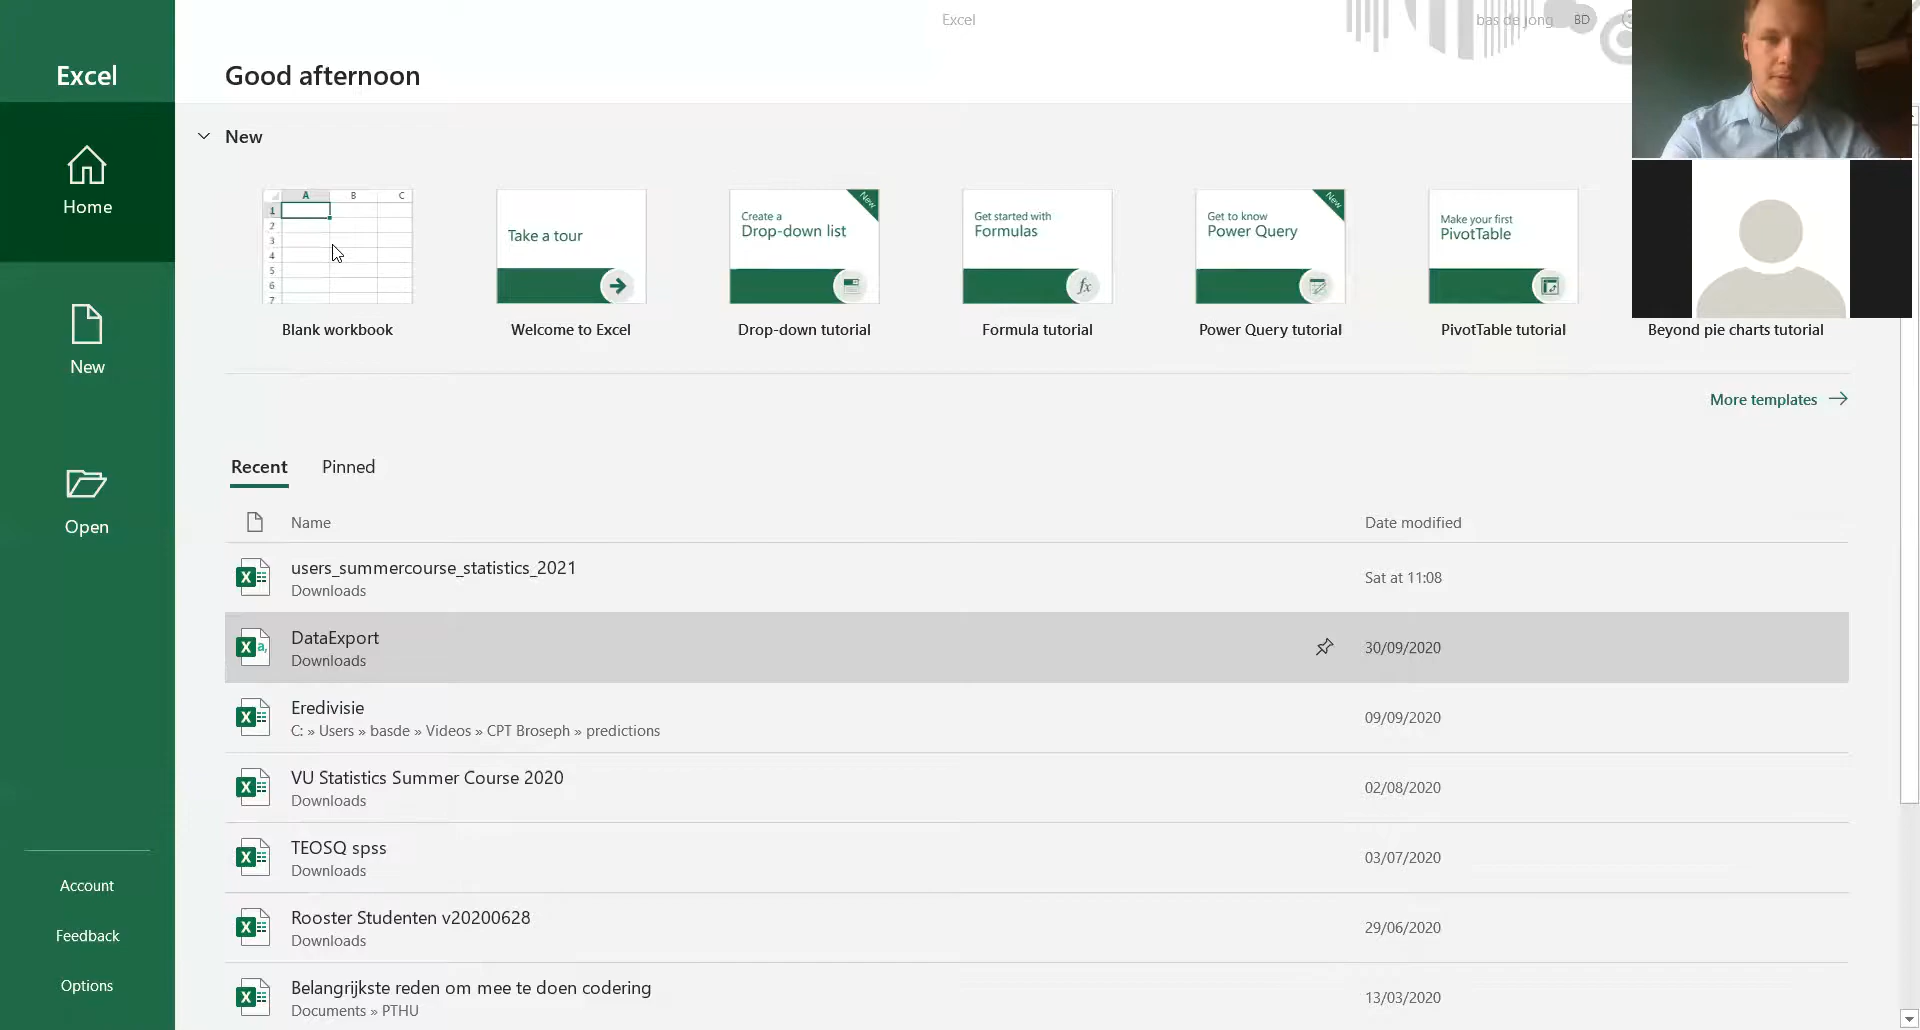 Excel
bas de jong
BD
Excel
Good afternoon
Home
New
Open
Account
Feedback
Options
New
A B C
1
2
3
4
5
6
7
Blank workbook
Take a tour
Welcome to Excel
New
Create a
Drop-down list
Drop-down tutorial
Get started with
Formulas
fx
Formula tutorial
New
Get to know
Power Query
Power Query tutorial
Make your first
PivotTable
PivotTable tutorial
Beyond pie charts tutorial
More templates
Recent Pinned
Name Date modified
users_summercourse_statistics_2021
Downloads
Sat at 11:08
DataExport
Downloads
30/09/2020
Eredivisie
C: » Users » basde » Videos » CPT Broseph » predictions
09/09/2020
VU Statistics Summer Course 2020
Downloads
02/08/2020
TEOSQ spss
Downloads
03/07/2020
Rooster Studenten v20200628
Downloads
29/06/2020
Belangrijkste reden om mee te doen codering
Documents » PTHU
13/03/2020